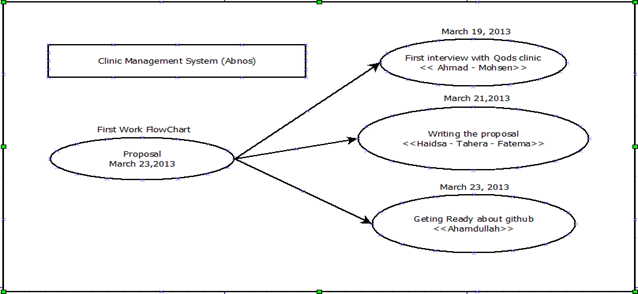 Clinic Management System (Abnos)
First Work FlowChart
Proposal
March 23,2013
March 19, 2013
First interview with Qods clinic
<< Ahmad - Mohsen>>
March 21,2013
Writing the proposal
<<Haidsa - Tahera - Fatema>>
March 23, 2013
Geting Ready about github
<<Ahamdullah>>